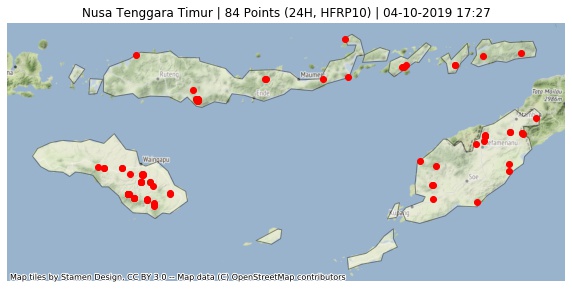 Nusa Tenggara Timur | 84 Points (24H, HFRP10) | 04-10-2019 17:27
Ruteng
Maumere
Ende
Waingapu
Kefamenanu
Soe
Kupang
Map tiles by Stamen Design, CC BY 3.0 -- Map data (C) OpenStreetMap contributors